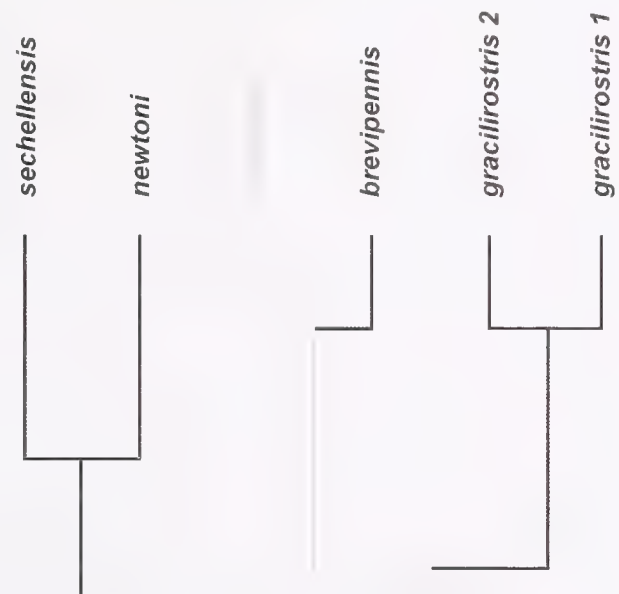 sechellensis
newtoni
brevipennis
gracilirostris 2
gracilirostris 1